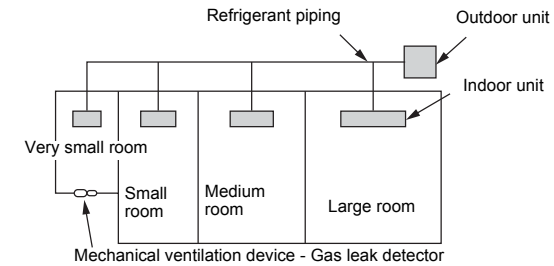 Refrigerant piping
Outdoor unit
Indoor unit
Very small room
Small
room
Medium
room
Large room
Mechanical ventilation device - Gas leak detector